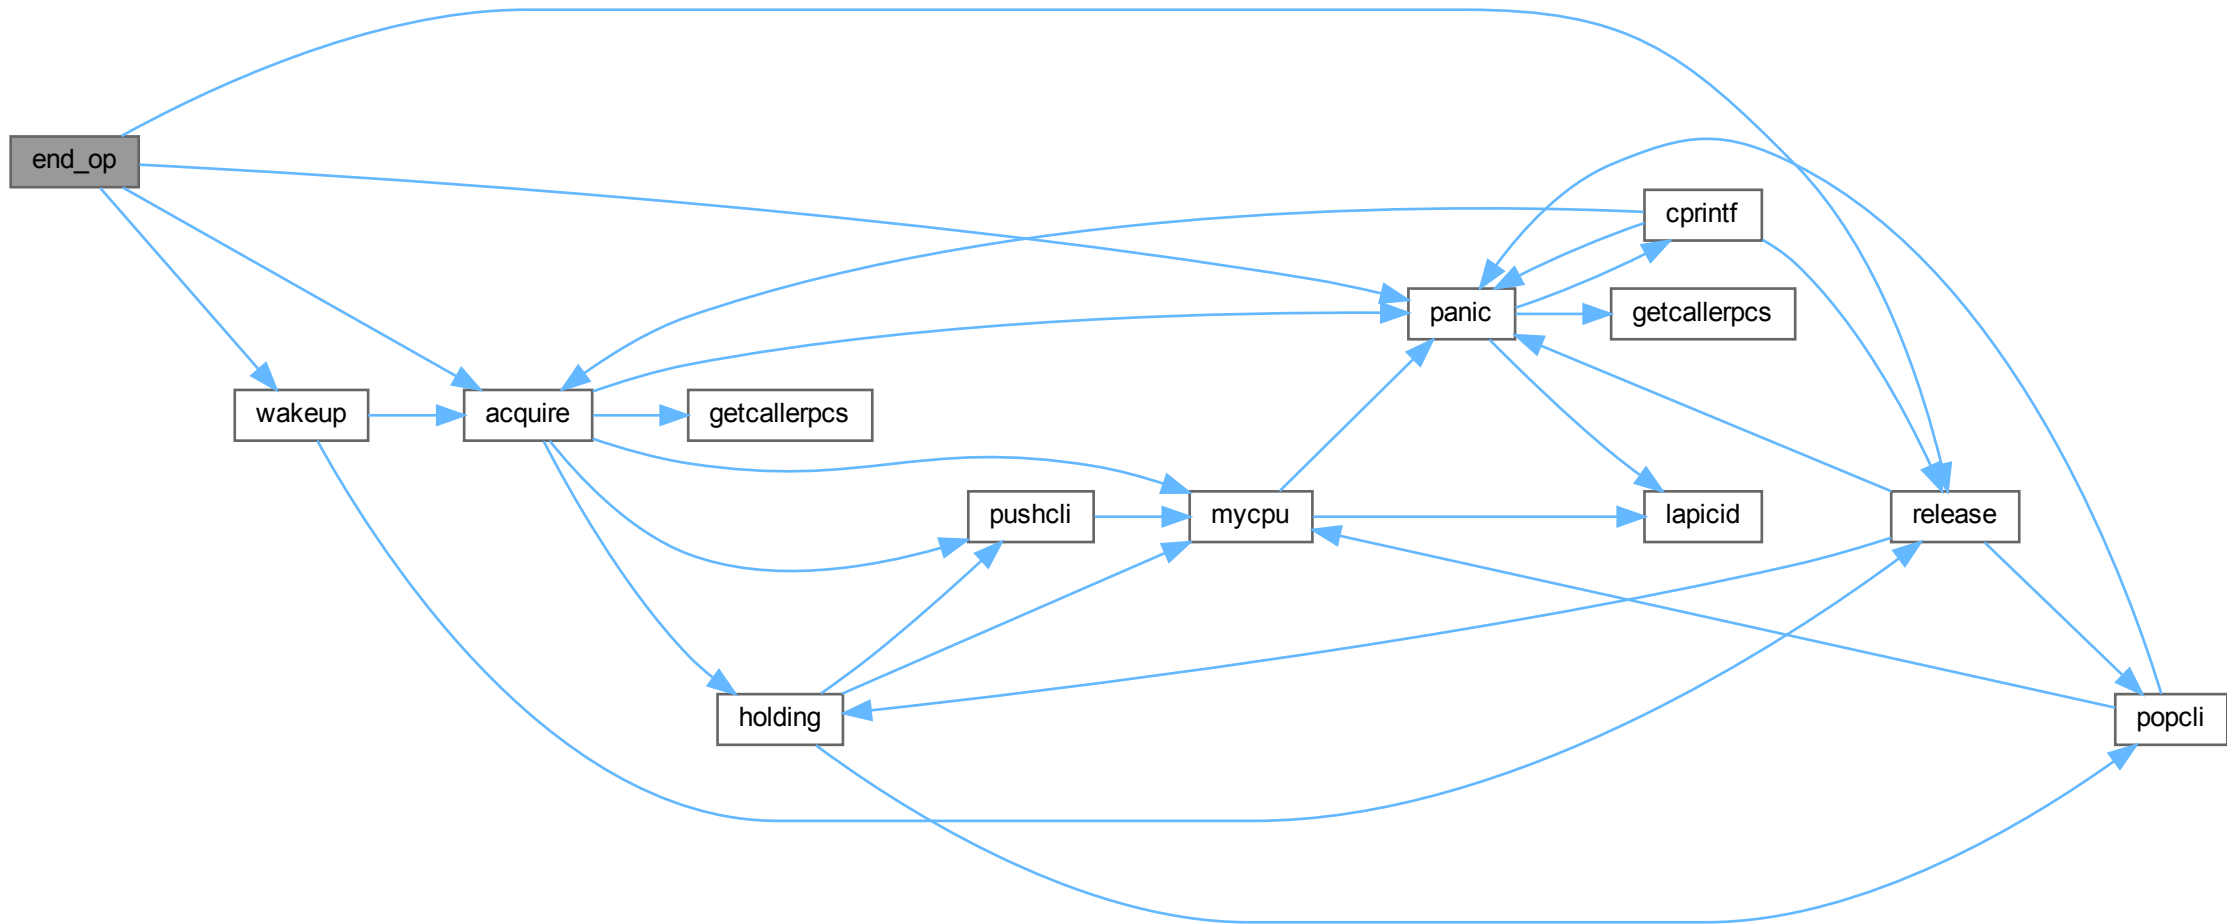 end_op
cprintf
panic
getcallerpcs
wakeup
acquire
getcallerpcs
pushcli
mycpu
lapicid
release
holding
popcli